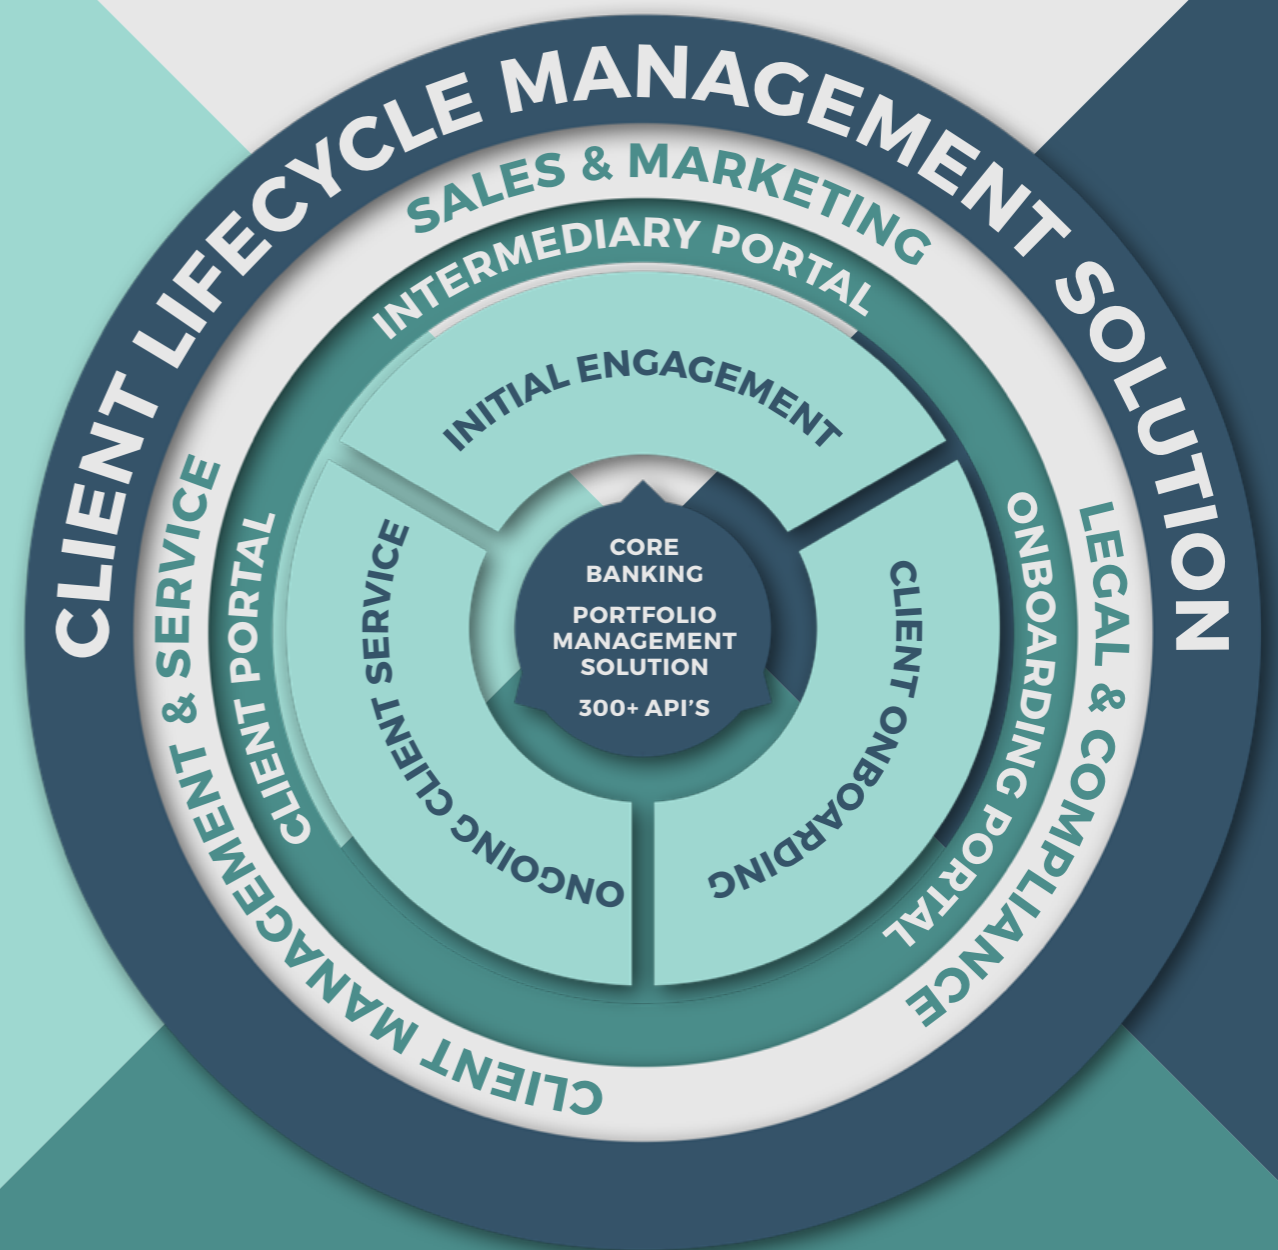 CLIENT LIFECYCLE MANAGEMENT SOLUTION
SALES & MARKETING
INTERMEDIARY PORTAL
INITIAL ENGAGEMENT
LEGAL & COMPLIANCE
ONBOARDING PORTAL
CLIENT ONBOARDING
CLIENT MANAGEMENT & SERVICE
CLIENT PORTAL
ONGOING CLIENT SERVICE
CORE
BANKING
PORTFOLIO
MANAGEMENT
SOLUTION
300+ API'S